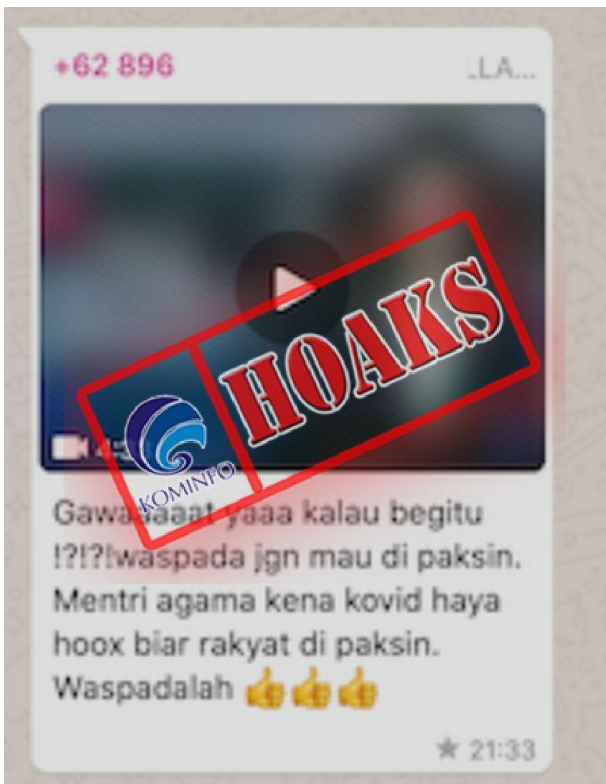 +62 896
.LA...
HOAKS
KOMINFO
Gawaaaaat yaaa kalau begitu
!?!?!waspada jgn mau di paksin.
Mentri agama kena kovid haya
hoox biar rakyat di paksin.
Waspadalah 👍👍👍
★ 21:33